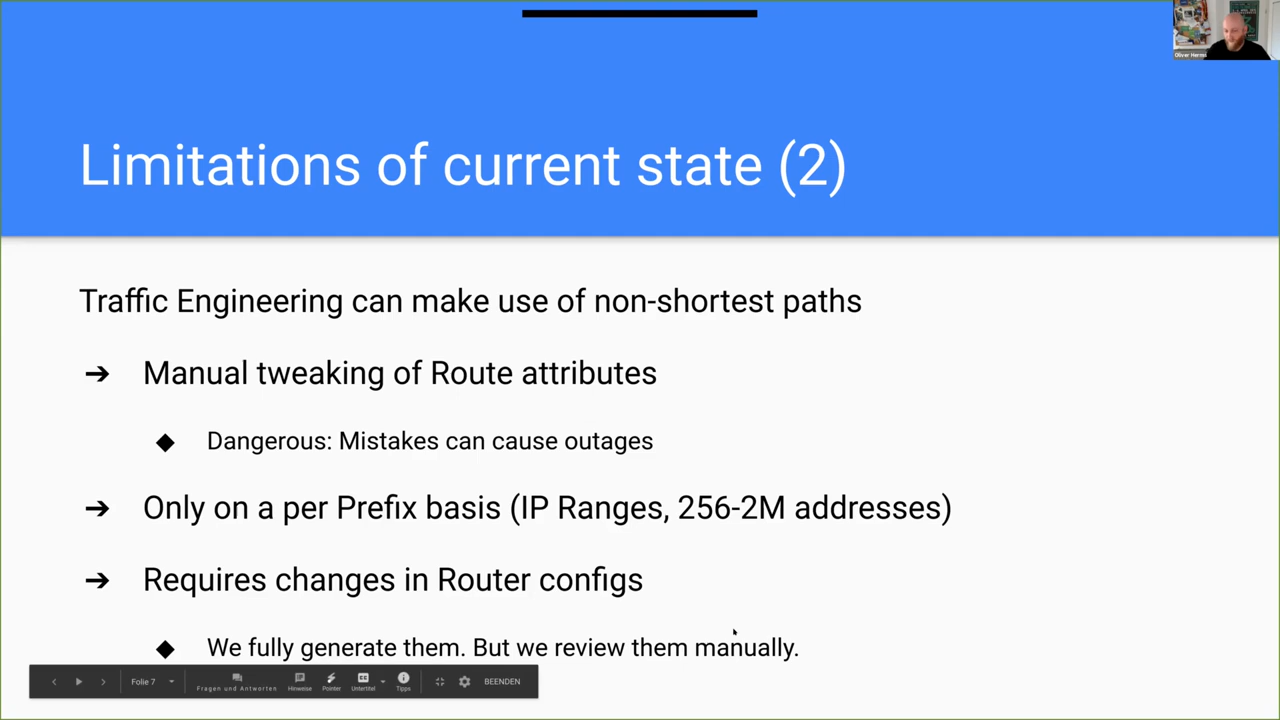 Oliver Herms
Limitations of current state (2)
Traffic Engineering can make use of non-shortest paths
➔ Manual tweaking of Route attributes
◆ Dangerous: Mistakes can cause outages
➔ Only on a per Prefix basis (IP Ranges, 256-2M addresses)
➔ Requires changes in Router configs
◆ We fully generate them. But we review them manually.
Folie 7
Fragen und Antworten
Hinweise
Pointer
Untertitel
Tipps
BEENDEN